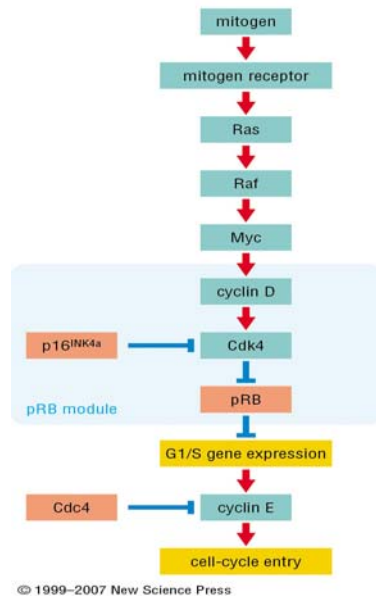 mitogen
mitogen receptor
Ras
Raf
Myc
cyclin D
p16INK4a
Cdk4
pRB
pRB module
G1/S gene expression
Cdc4
cyclin E
cell-cycle entry
© 1999–2007 New Science Press